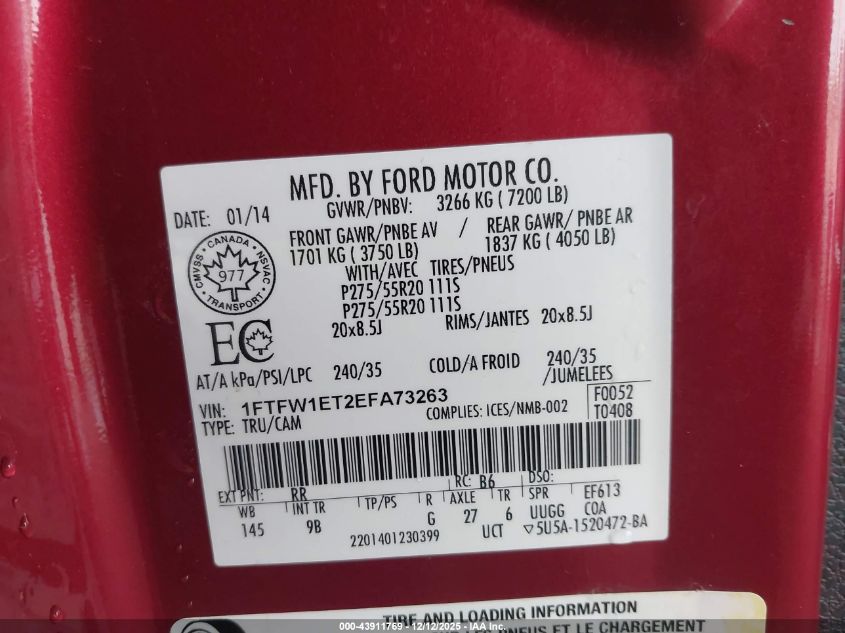 MFD. BY FORD MOTOR CO.
DATE: 01/14
GVWR/PNBV: 3266 KG ( 7200 LB)
FRONT GAWR/PNBE AV / REAR GAWR/ PNBE AR
1701 KG ( 3750 LB) 1837 KG ( 4050 LB)
WITH/AVEC TIRES/PNEUS
P275/55R20 111S
P275/55R20 111S
20x8.5J RIMS/JANTES 20x8.5J
CANADA
CMVSS NSVAC
977
TRANSPORT
EC
AT/A kPa/PSI/LPC 240/35 COLD/A FROID 240/35
/JUMELEES
VIN: 1FTFW1ET2EFA73263
COMPLIES: ICES/NMB-002
F0052
T0408
TYPE: TRU/CAM
EXT PNT: RR RC: B6 DSO:
WB INT TR TP/PS R AXLE TR SPR EF613
145 9B G 27 6 UUGG COA
2201401230399 UCT 5U5A-1520472-BA
TIRE AND LOADING INFORMATION
PNEUS ET LE CHARGEMENT
000-43911769 - 12/12/2025 - IAA, Inc.